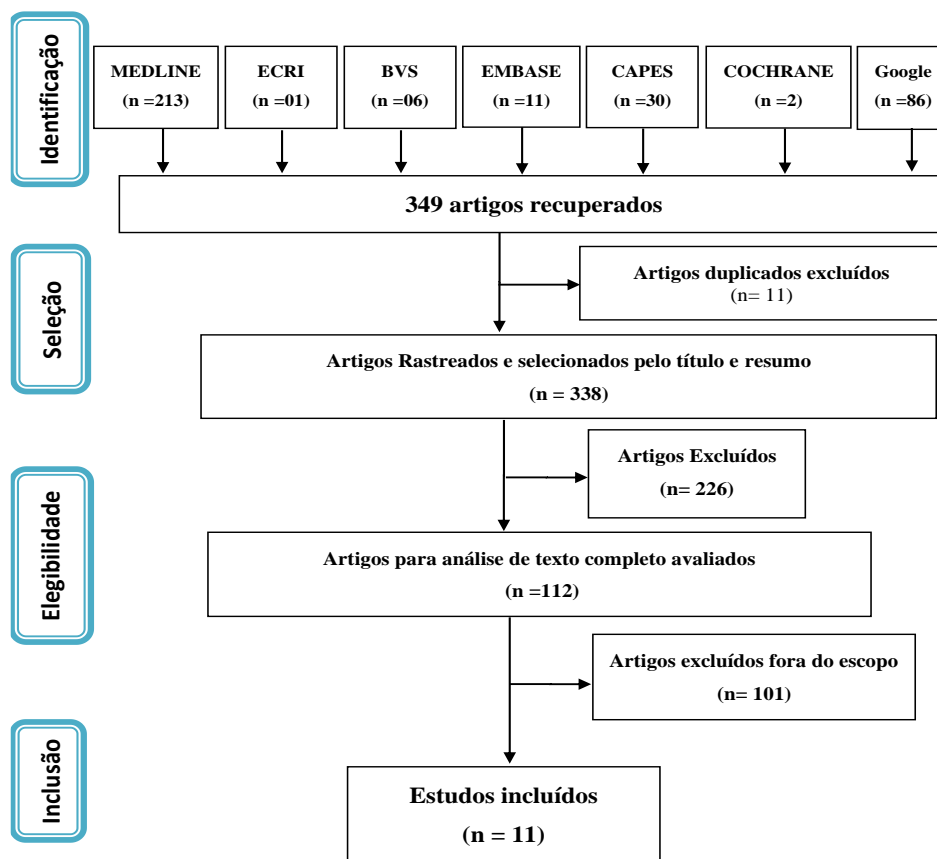 Identificação
MEDLINE
(n =213)
ECRI
(n =01)
BVS
(n =06)
EMBASE
(n =11)
CAPES
(n =30)
COCHRANE
(n =2)
Google
(n =86)
349 artigos recuperados
Seleção
Artigos duplicados excluídos
(n= 11)
Artigos Rastreados e selecionados pelo título e resumo
(n = 338)
Elegibilidade
Artigos Excluídos
(n= 226)
Artigos para análise de texto completo avaliados
(n =112)
Artigos excluídos fora do escopo
(n= 101)
Inclusão
Estudos incluídos
(n = 11)